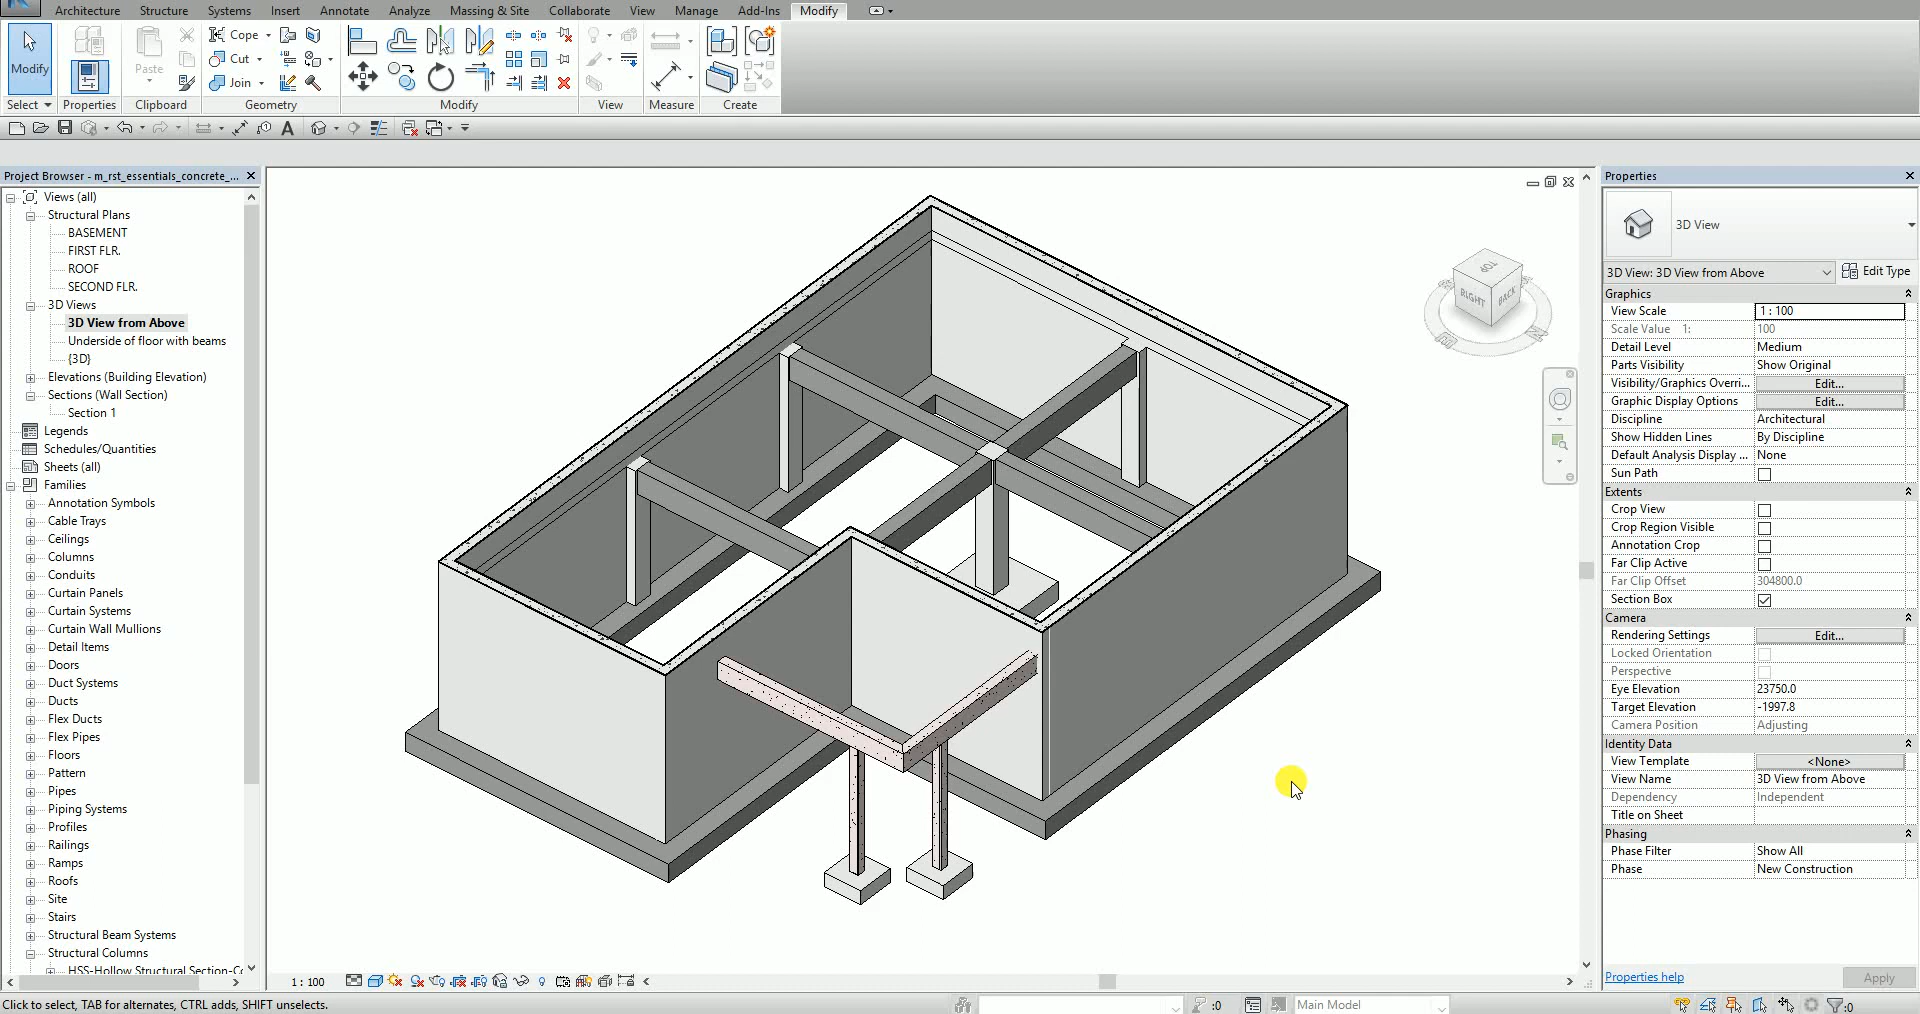 Architecture Structure Systems Insert Annotate Analyze Massing & Site Collaborate View Manage Add-Ins Modify
Modify
Paste
Cope
Cut
Join
Select Properties Clipboard Geometry Modify View Measure Create
Project Browser - m_rst_essentials_concrete_...
Views (all)
Structural Plans
BASEMENT
FIRST FLR.
ROOF
SECOND FLR.
3D Views
3D View from Above
Underside of floor with beams
{3D}
Elevations (Building Elevation)
Sections (Wall Section)
Section 1
Legends
Schedules/Quantities
Sheets (all)
Families
Annotation Symbols
Cable Trays
Ceilings
Columns
Conduits
Curtain Panels
Curtain Systems
Curtain Wall Mullions
Detail Items
Doors
Duct Systems
Ducts
Flex Ducts
Flex Pipes
Floors
Pattern
Pipes
Piping Systems
Profiles
Railings
Ramps
Roofs
Site
Stairs
Structural Beam Systems
Structural Columns
HSS-Hollow Structural Section-Co
TOP
RIGHT
BACK
1 : 100
Properties
3D View
3D View: 3D View from Above Edit Type
Graphics
View Scale 1 : 100
Scale Value 1: 100
Detail Level Medium
Parts Visibility Show Original
Visibility/Graphics Overri... Edit...
Graphic Display Options Edit...
Discipline Architectural
Show Hidden Lines By Discipline
Default Analysis Display ... None
Sun Path
Extents
Crop View
Crop Region Visible
Annotation Crop
Far Clip Active
Far Clip Offset 304800.0
Section Box
Camera
Rendering Settings Edit...
Locked Orientation
Perspective
Eye Elevation 23750.0
Target Elevation -1997.8
Camera Position Adjusting
Identity Data
View Template <None>
View Name 3D View from Above
Dependency Independent
Title on Sheet
Phasing
Phase Filter Show All
Phase New Construction
Properties help Apply
Click to select, TAB for alternates, CTRL adds, SHIFT unselects. :0 Main Model :0